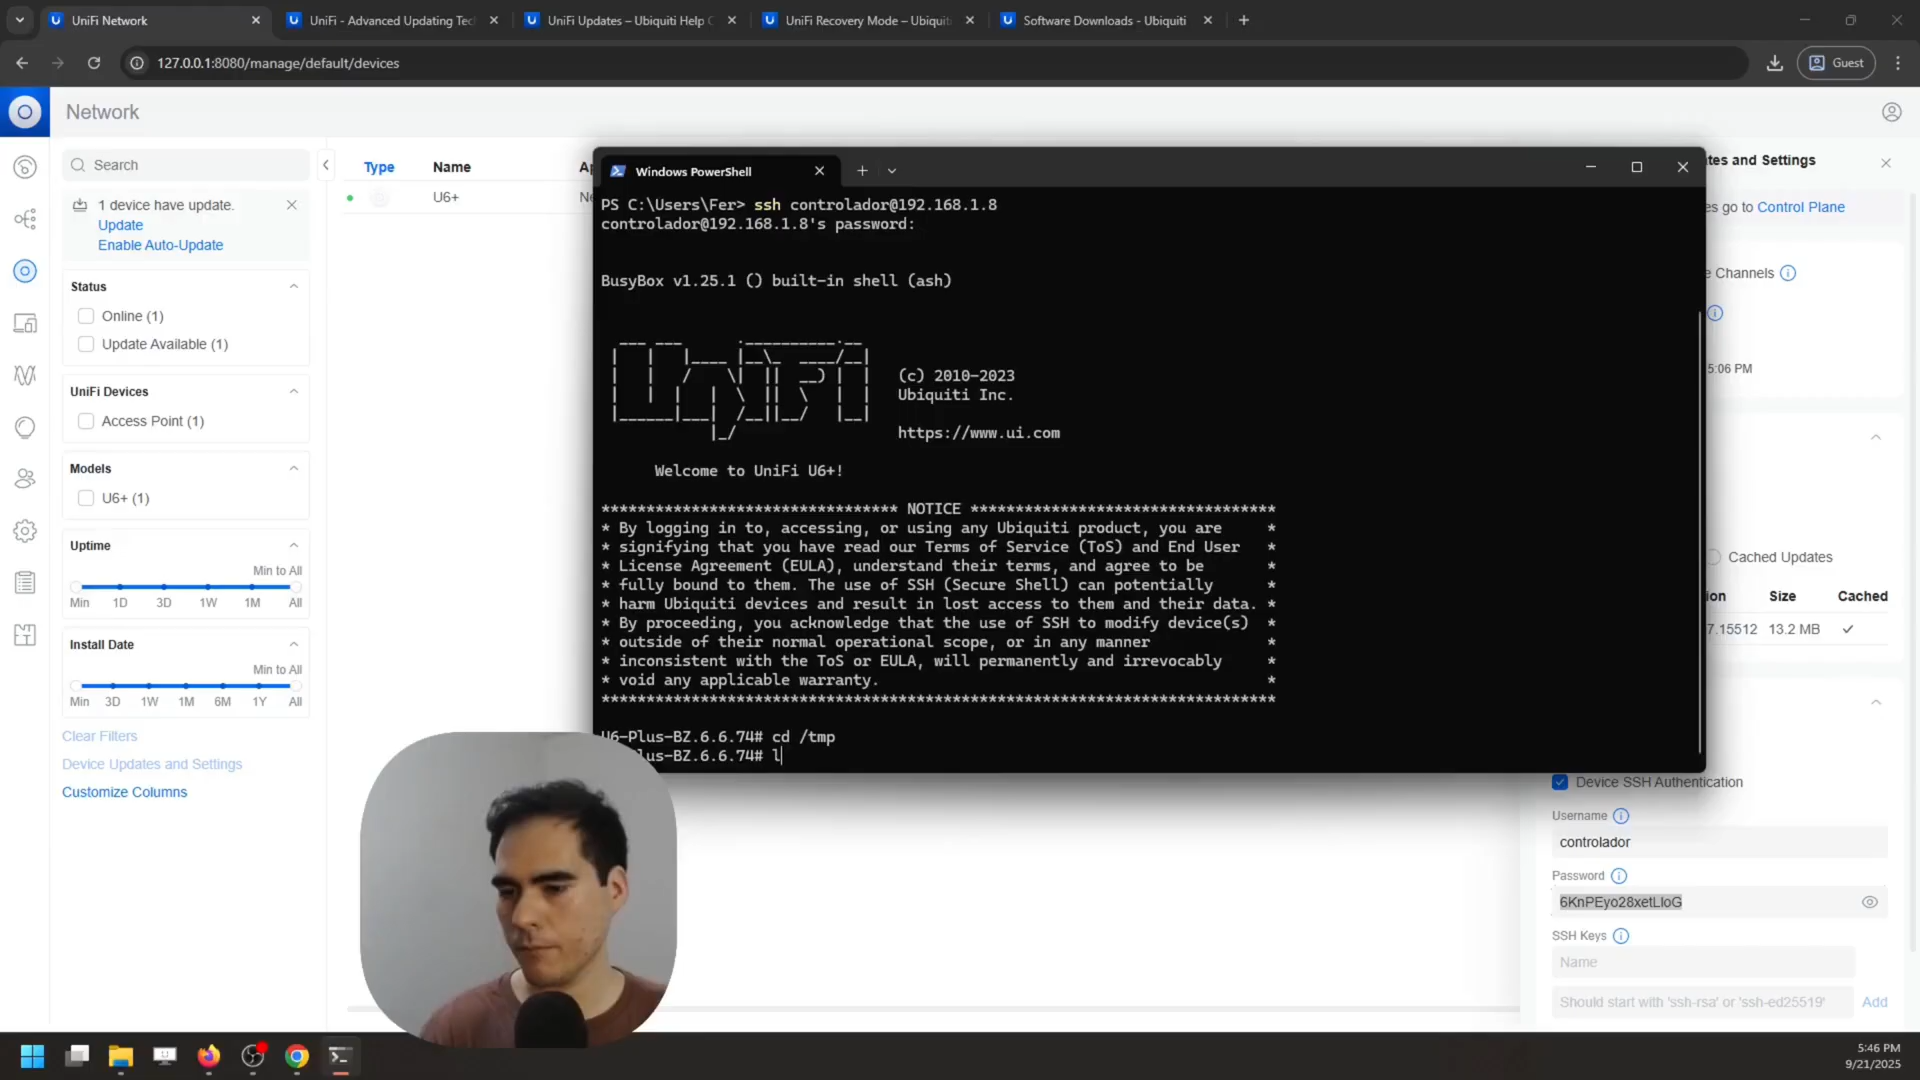 UniFi Network
UniFi - Advanced Updating Tec
UniFi Updates – Ubiquiti Help C
UniFi Recovery Mode – Ubiquit
Software Downloads - Ubiquiti
127.0.0.1:8080/manage/default/devices
Guest
Network
Search
1 device have update.
Update
Enable Auto-Update
Status
Online (1)
Update Available (1)
UniFi Devices
Access Point (1)
Models
U6+ (1)
Uptime
Min to All
Min 1D 3D 1W 1M All
Install Date
Min to All
Min 3D 1W 1M 6M 1Y All
Clear Filters
Device Updates and Settings
Customize Columns
Type Name Ap
U6+ Ne
Windows PowerShell
PS C:\Users\Fer> ssh controlador@192.168.1.8
controlador@192.168.1.8's password:
BusyBox v1.25.1 () built-in shell (ash)
(c) 2010-2023
Ubiquiti Inc.
https://www.ui.com
Welcome to UniFi U6+!
********************************* NOTICE **********************************
* By logging in to, accessing, or using any Ubiquiti product, you are *
* signifying that you have read our Terms of Service (ToS) and End User *
* License Agreement (EULA), understand their terms, and agree to be *
* fully bound to them. The use of SSH (Secure Shell) can potentially *
* harm Ubiquiti devices and result in lost access to them and their data. *
* By proceeding, you acknowledge that the use of SSH to modify device(s) *
* outside of their normal operational scope, or in any manner *
* inconsistent with the ToS or EULA, will permanently and irrevocably *
* void any applicable warranty. *
***************************************************************************
U6-Plus-BZ.6.6.74# cd /tmp
lus-BZ.6.6.74# l
tes and Settings
es go to Control Plane
e Channels
5:06 PM
Cached Updates
ion Size Cached
7.15512 13.2 MB
Device SSH Authentication
Username
controlador
Password
6KnPEyo28xetLloG
SSH Keys
Name
Should start with 'ssh-rsa' or 'ssh-ed25519'
Add
5:46 PM
9/21/2025